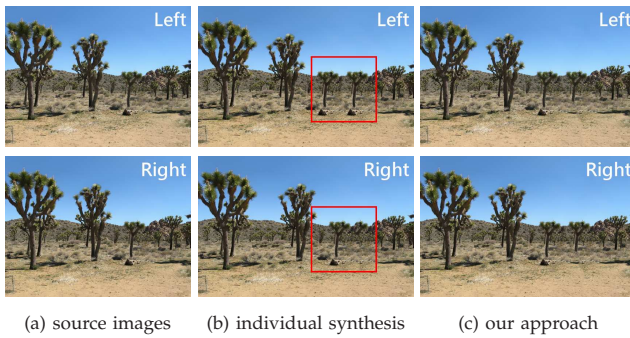 Left
Left
Left
Right
Right
Right
(a) source images
(b) individual synthesis
(c) our approach